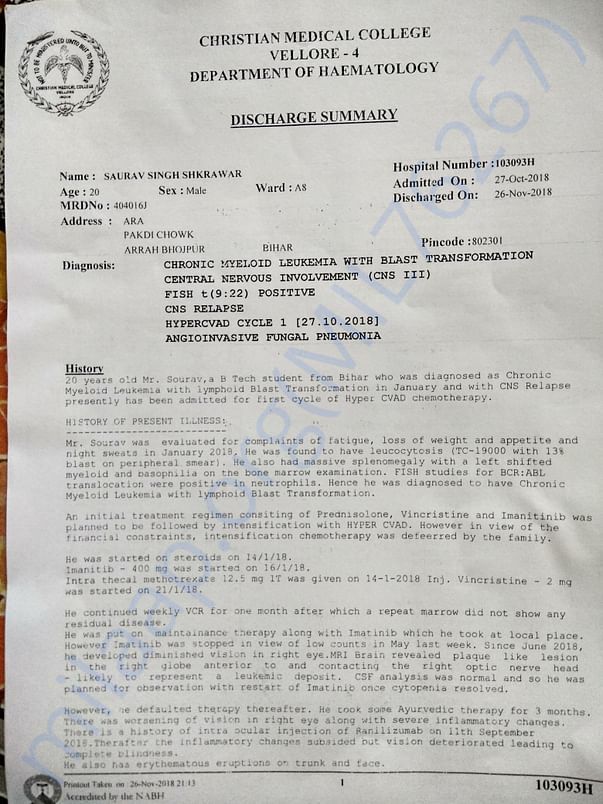 CHRISTIAN MEDICAL COLLEGE
VELLORE - 4
DEPARTMENT OF HAEMATOLOGY
NOT TO BE MINISTERED UNTO BUT TO MINISTER
CHRISTIAN MEDICAL COLLEGE
VELLORE
INDIA
DISCHARGE SUMMARY
Name : SAURAV SINGH SHKRAWAR
Hospital Number :103093H
Age : 20 Sex : Male Ward : A8
Admitted On : 27-Oct-2018
MRDNo : 404016J
Discharged On: 26-Nov-2018
Address : ARA
PAKDI CHOWK
ARRAH BHOJPUR BIHAR Pincode :802301
Diagnosis: CHRONIC MYELOID LEUKEMIA WITH BLAST TRANSFORMATION
CENTRAL NERVOUS INVOLVEMENT (CNS III)
FISH t(9:22) POSITIVE
CNS RELAPSE
HYPERCVAD CYCLE 1 [27.10.2018]
ANGIOINVASIVE FUNGAL PNEUMONIA
History
20 years old Mr. Sourav,a B Tech student from Bihar who was diagnosed as Chronic
Myeloid Leukemia with lymphoid Blast Transformation in January and with CNS Relapse
presently has been admitted for first cycle of Hyper CVAD chemotherapy.
HISTORY OF PRESENT ILLNESS:
Mr. Sourav was evaluated for complaints of fatigue, loss of weight and appetite and
night sweats in January 2018. He was found to have leucocytosis (TC-19000 with 13%
blast on peripheral smear). He also had massive splenomegaly with a left shifted
myeloid and basophilia on the bone marrow examination. FISH studies for BCR:ABL
translocation were positive in neutrophils. Hence he was diagnosed to have Chronic
Myeloid Leukemia with lymphoid Blast Transformation.
An initial treatment regimen consiting of Prednisolone, Vincristine and Imanitinib was
planned to be followed by intensification with HYPER CVAD. However in view of the
financial constraints, intensification chemotherapy was defeerred by the family.
He was started on steroids on 14/1/18.
Imanitib - 400 mg was started on 16/1/18.
Intra thecal methotrexate 12.5 mg IT was given on 14-1-2018 Inj. Vincristine - 2 mg
was started on 21/1/18.
He continued weekly VCR for one month after which a repeat marrow did not show any
residual disease.
He was put on maintainance therapy along with Imatinib which he took at local place.
However Imatinib was stopped in view of low counts in May last week. Since June 2018,
he developed diminished vision in right eye.MRI Brain revealed plaque like lesion
in the right globe anterior to and contacting the right optic nerve head
- likely to represent a leukemic deposit. CSF analysis was normal and so he was
planned for observation with restart of Imatinib once cytopenia resolved.
However, he defaulted therapy thereafter. He took some Ayurvedic therapy for 3 months.
There was worsening of vision in right eye along with severe inflammatory changes.
There is a history of intra ocular injection of Ranilizumab on 11th September
2018.Therafter the inflammatory changes subsided but vision deteriorated leading to
complete blindness.
He also has erythematous eruptions on trunk and face.
Printout Taken on : 26-Nov-2018 21:13 1 103093H
Accredited by the NABH